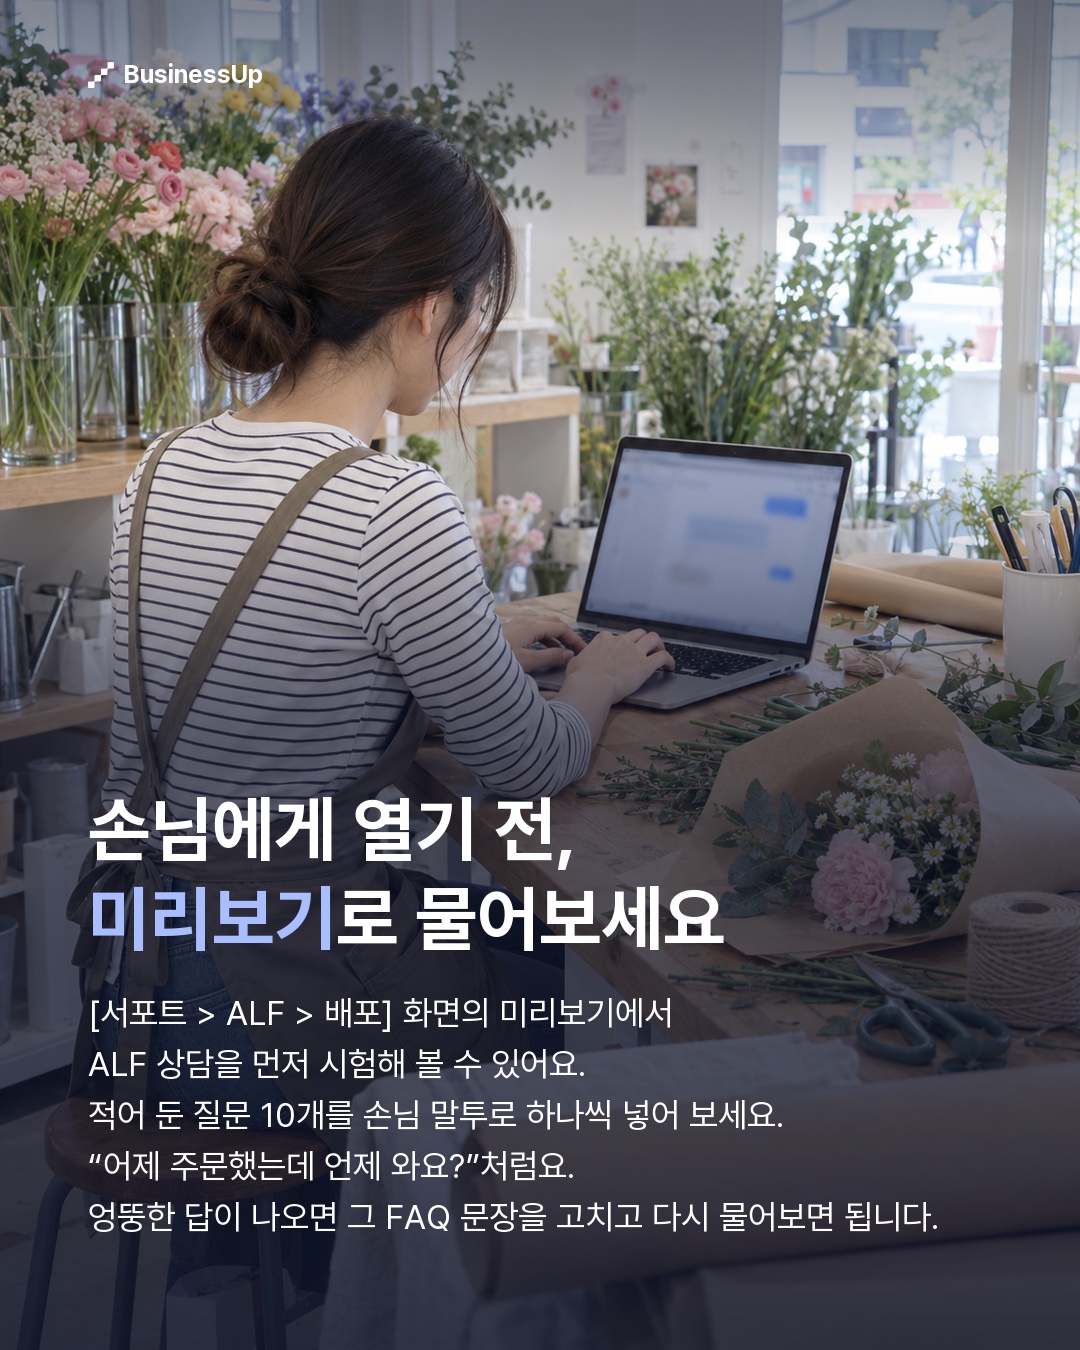 BusinessUp
손님에게 열기 전,
미리보기로 물어보세요
[서포트 > ALF > 배포] 화면의 미리보기에서
ALF 상담을 먼저 시험해 볼 수 있어요.
적어 둔 질문 10개를 손님 말투로 하나씩 넣어 보세요.
“어제 주문했는데 언제 와요?”처럼요.
엉뚱한 답이 나오면 그 FAQ 문장을 고치고 다시 물어보면 됩니다.